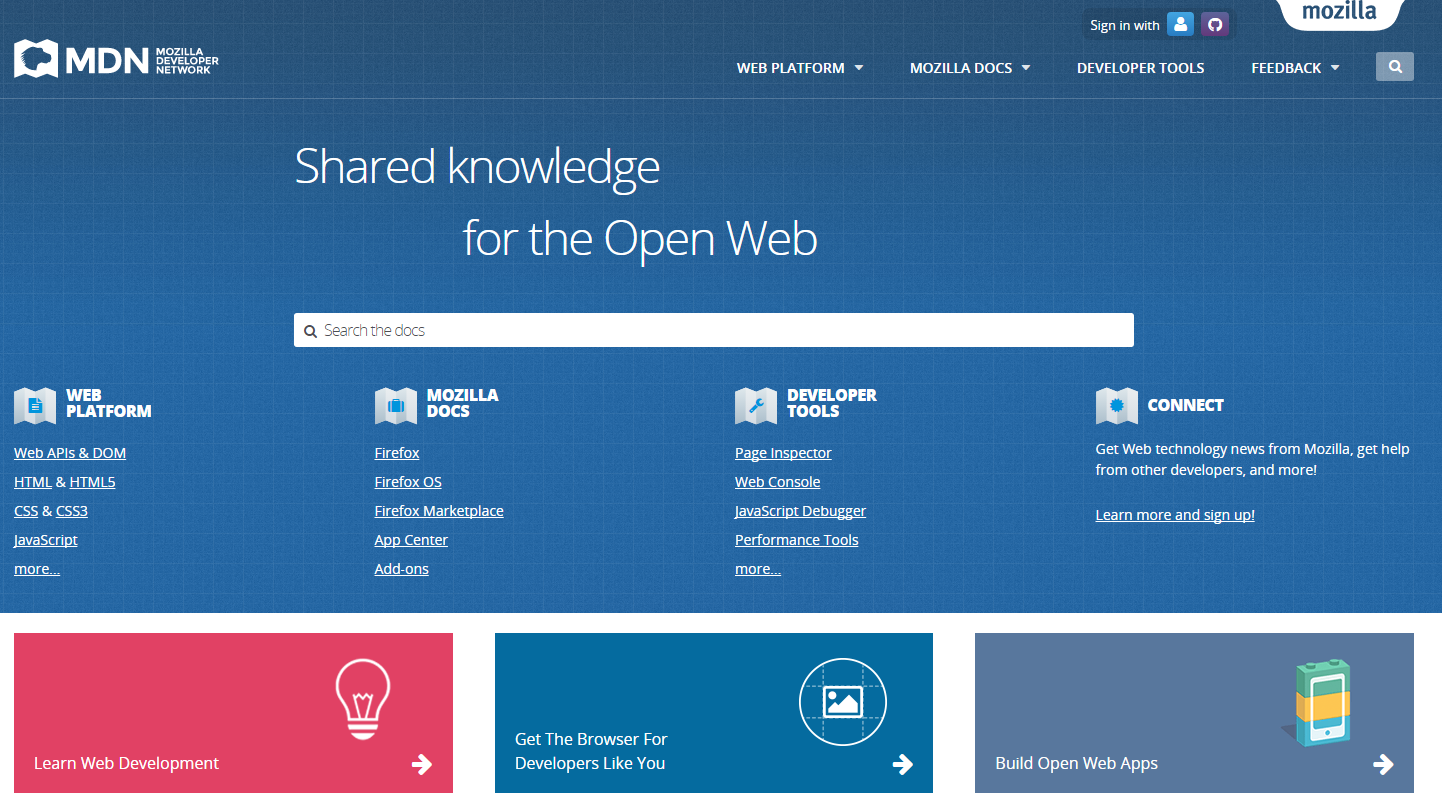 Sign in with
mozilla
MDN MOZILLA
DEVELOPER
NETWORK
WEB PLATFORM
MOZILLA DOCS
DEVELOPER TOOLS
FEEDBACK
Shared knowledge
for the Open Web
Search the docs
WEB
PLATFORM
Web APIs & DOM
HTML & HTML5
CSS & CSS3
JavaScript
more...
MOZILLA
DOCS
Firefox
Firefox OS
Firefox Marketplace
App Center
Add-ons
DEVELOPER
TOOLS
Page Inspector
Web Console
JavaScript Debugger
Performance Tools
more...
CONNECT
Get Web technology news from Mozilla, get help
from other developers, and more!
Learn more and sign up!
Learn Web Development
Get The Browser For
Developers Like You
Build Open Web Apps